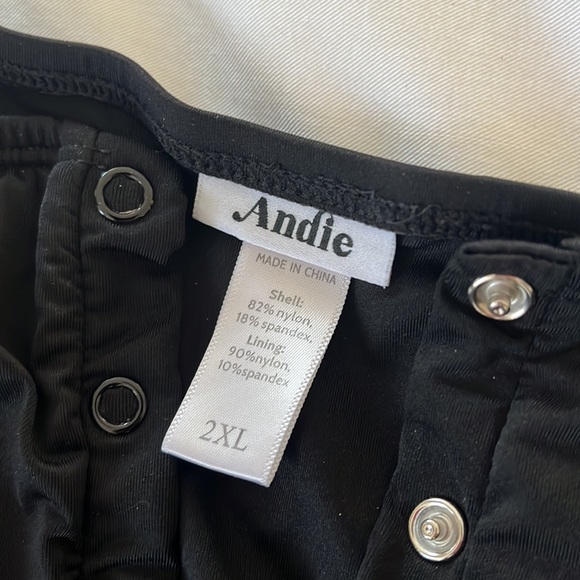 Andie
MADE IN CHINA
Shell:
82% nylon,
18% spandex,
Lining:
90%nylon,
10%spandex
2XL